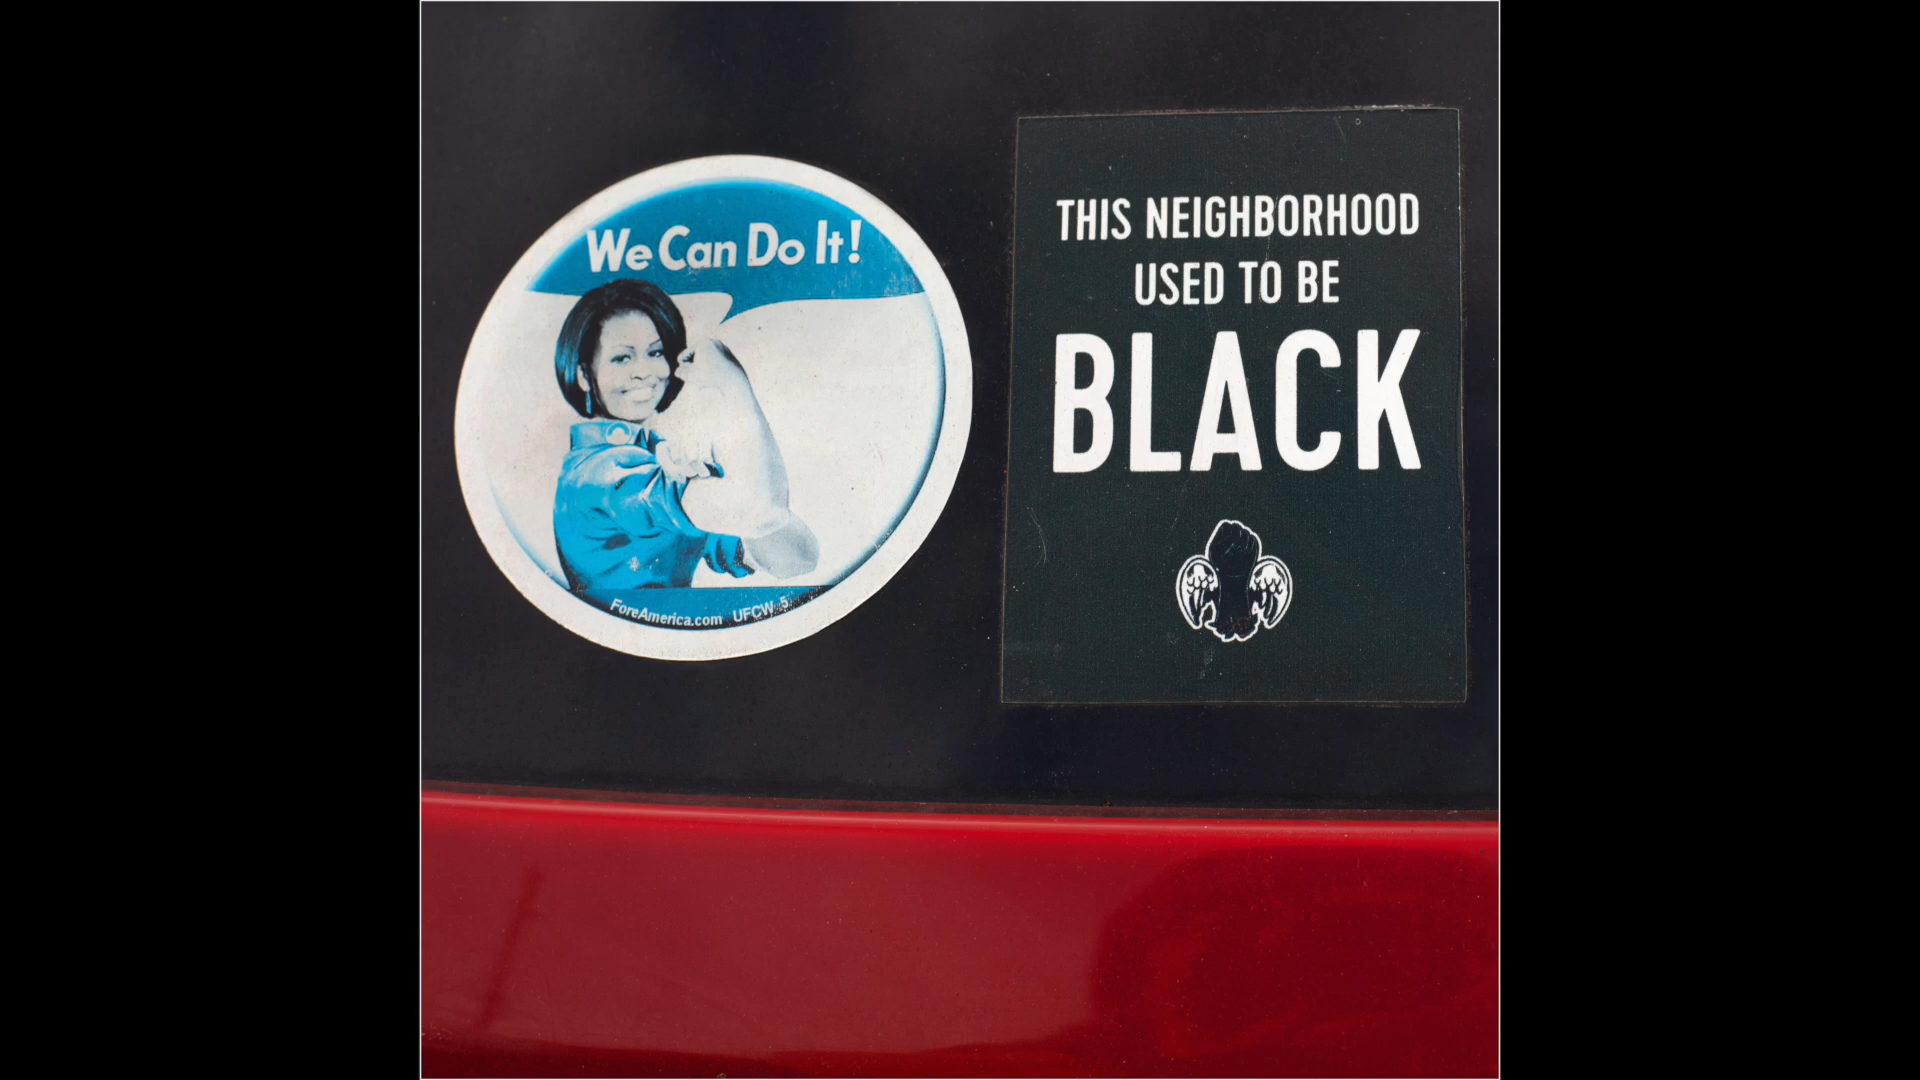 We Can Do It!
ForeAmerica.com UFCW 5
THIS NEIGHBORHOOD
USED TO BE
BLACK